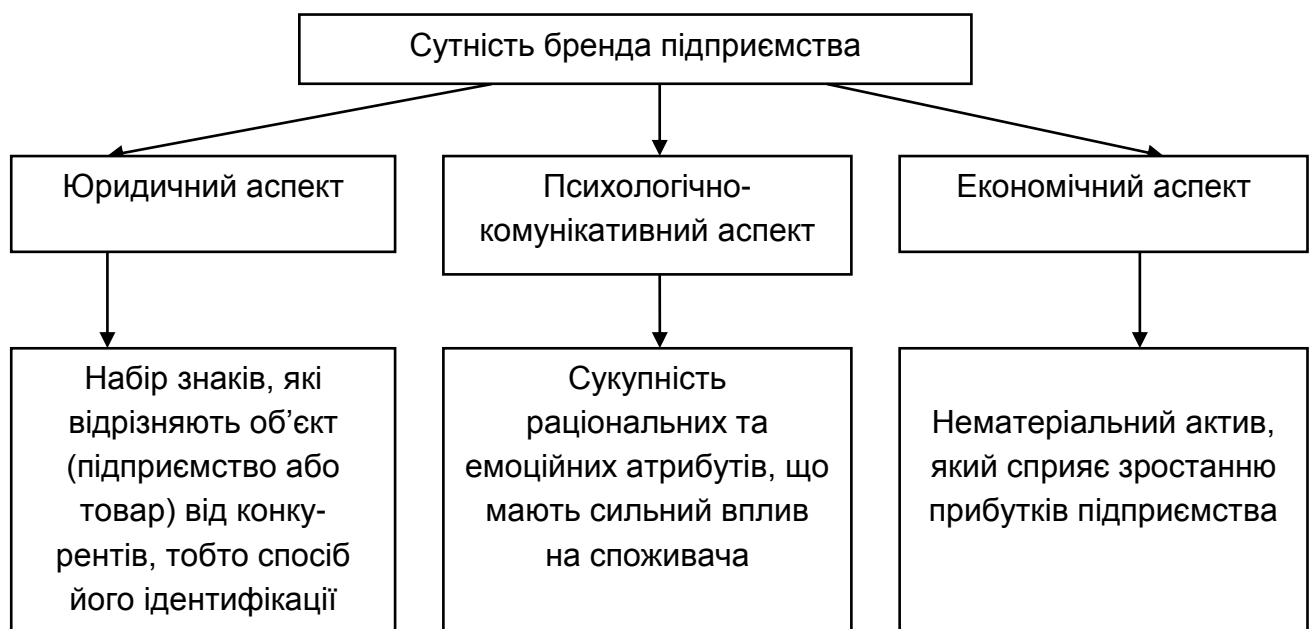 Сутність бренда підприємства
Юридичний аспект
Психологічно-
комунікативний аспект
Економічний аспект
Набір знаків, які
відрізняють об’єкт
(підприємство або
товар) від конку-
рентів, тобто спосіб
його ідентифікації
Сукупність
раціональних та
емоційних атрибутів, що
мають сильний вплив
на споживача
Нематеріальний актив,
який сприяє зростанню
прибутків підприємства